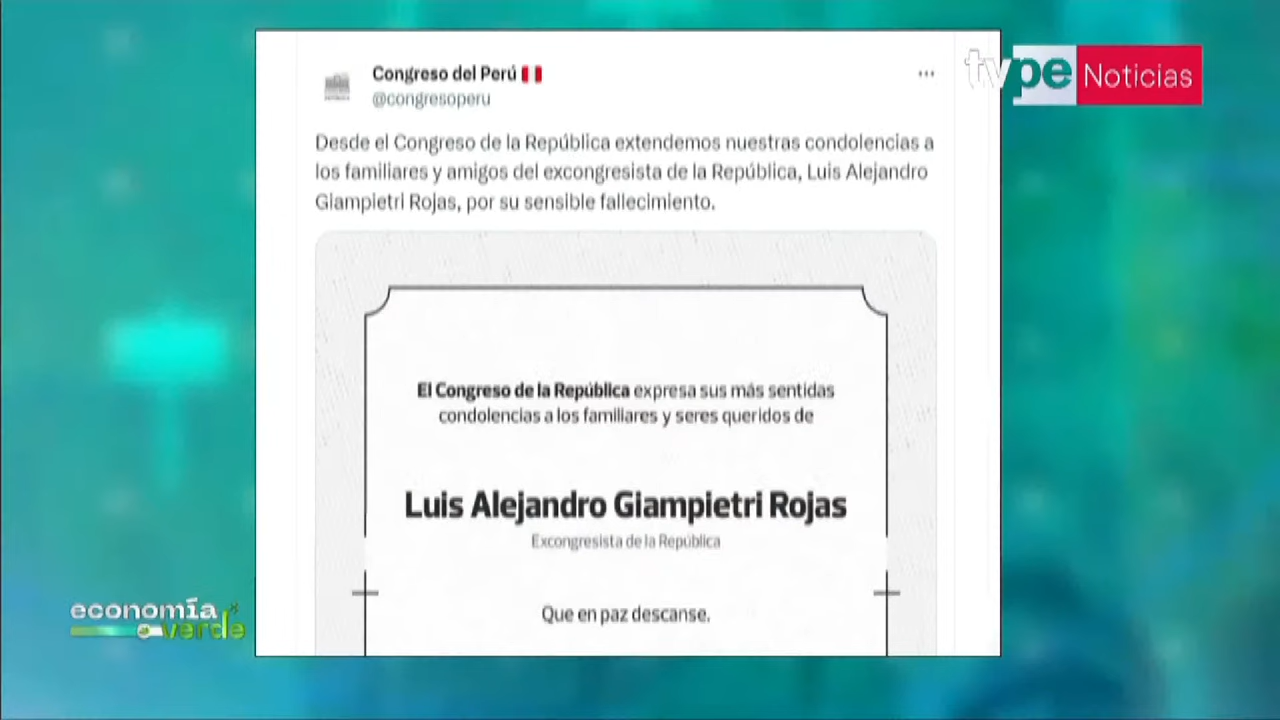 Congreso del Perú
@congresoperu
tvpe Noticias
Desde el Congreso de la República extendemos nuestras condolencias a
los familiares y amigos del excongresista de la República, Luis Alejandro
Giampietri Rojas, por su sensible fallecimiento.
El Congreso de la República expresa sus más sentidas
condolencias a los familiares y seres queridos de
Luis Alejandro Giampietri Rojas
Excongresista de la República
Que en paz descanse.
economía
verde